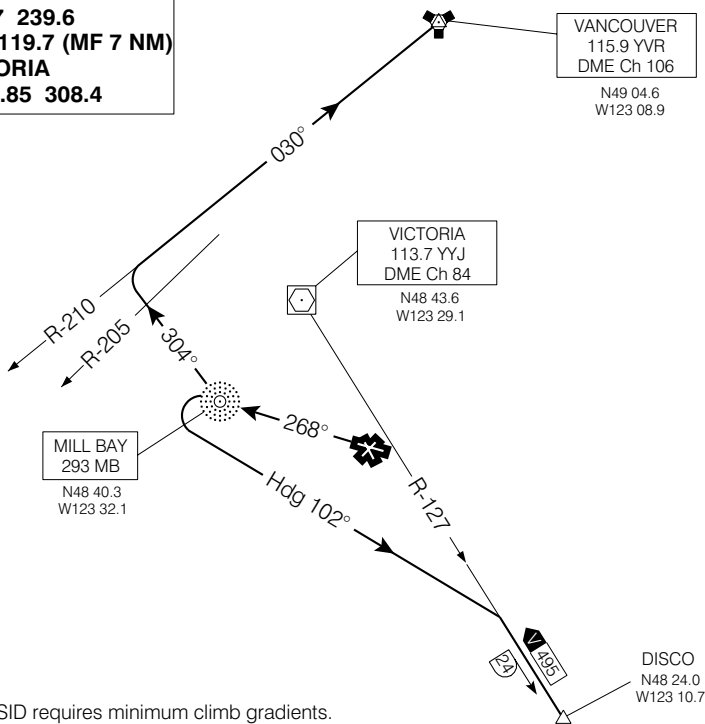 239.6
119.7 (MF 7 NM)
ORIA
.85 308.4
VANCOUVER
115.9 YVR
DME Ch 106
N49 04.6
W123 08.9
030°
VICTORIA
113.7 YYJ
DME Ch 84
N48 43.6
W123 29.1
R-210
R-205
304°
268°
MILL BAY
293 MB
N48 40.3
W123 32.1
Hdg 102°
R-127
V 495
24
DISCO
N48 24.0
W123 10.7
SID requires minimum climb gradients.